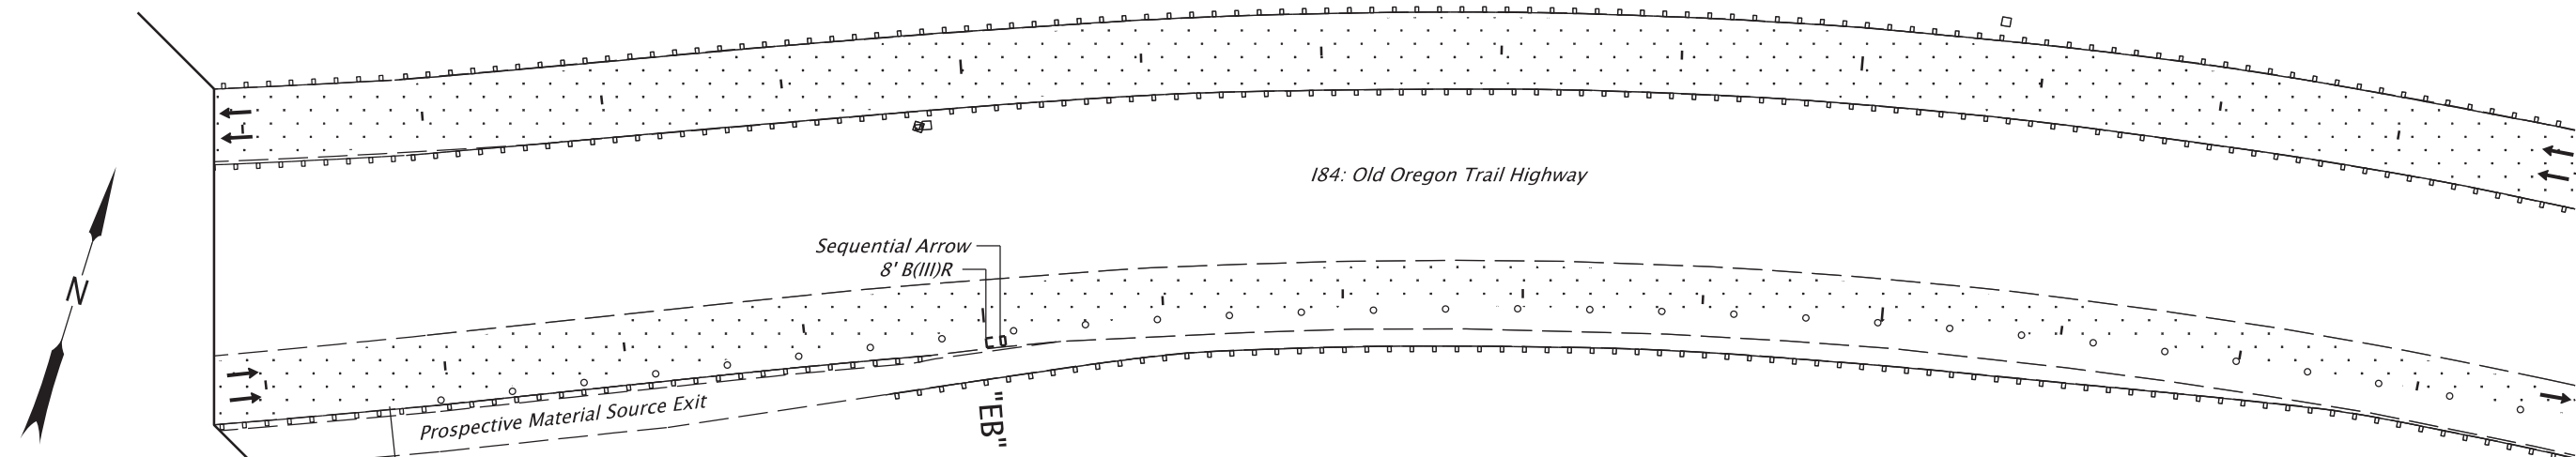 I84: Old Oregon Trail Highway
N
Sequential Arrow
8' B(III)R
Prospective Material Source Exit
"EB"